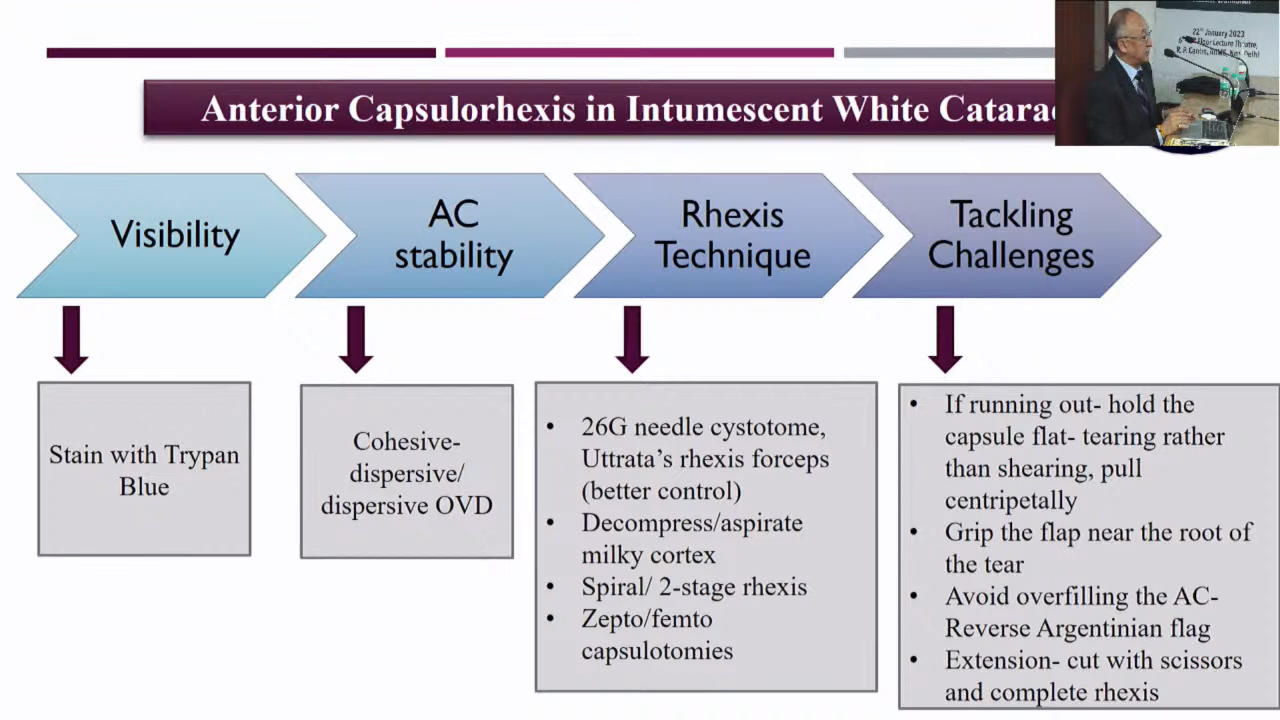 22nd January 2023
Floor Lecture Theatre,
Anterior Capsulorhexis in Intumescent White Catara
Visibility
AC
stability
Rhexis
Technique
Tackling
Challenges
Stain with Trypan
Blue
Cohesive-
dispersive/
dispersive OVD
• 26G needle cystotome,
Uttrata’s rhexis forceps
(better control)
• Decompress/aspirate
milky cortex
• Spiral/ 2-stage rhexis
• Zepto/femto
capsulotomies
• If running out- hold the
capsule flat- tearing rather
than shearing, pull
centripetally
• Grip the flap near the root of
the tear
• Avoid overfilling the AC-
Reverse Argentinian flag
• Extension- cut with scissors
and complete rhexis